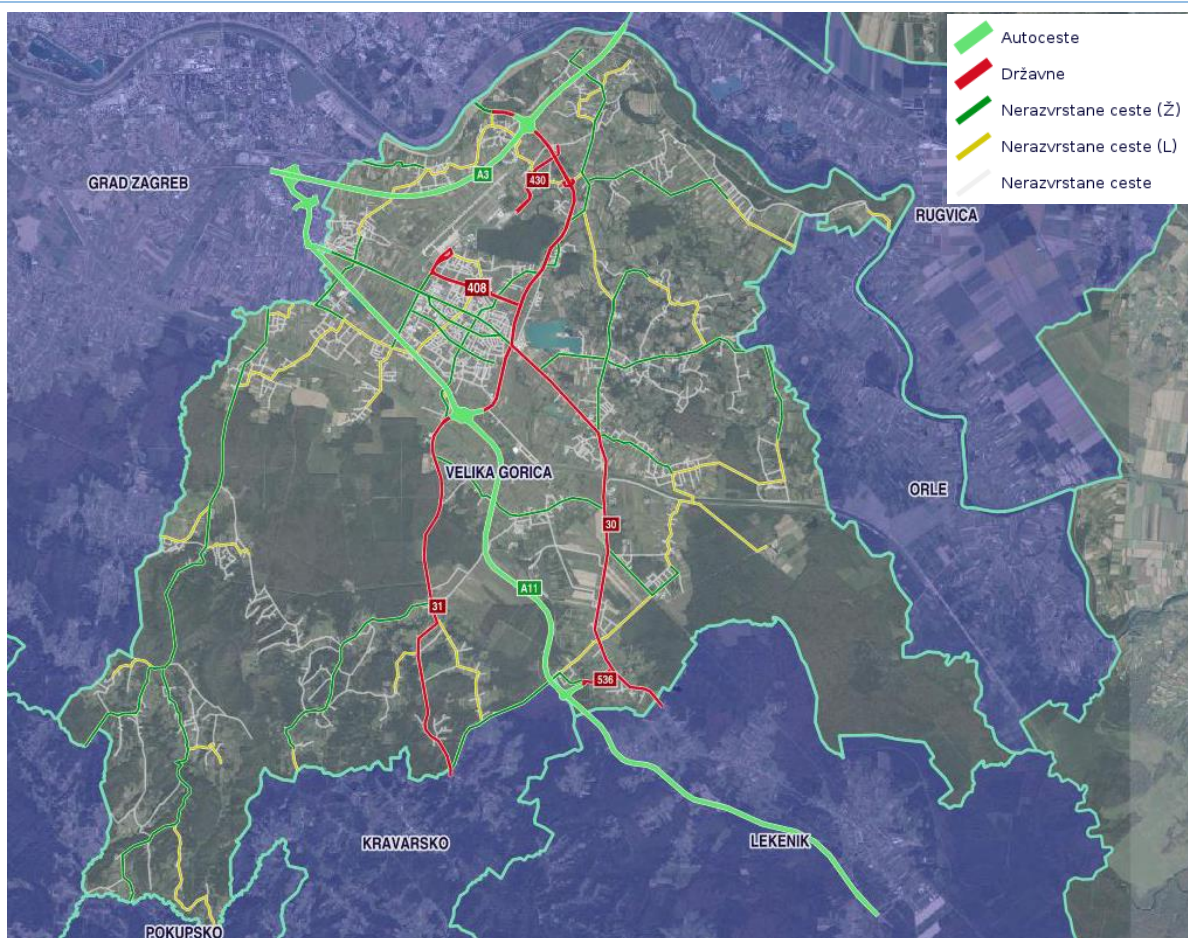 Autoceste
Državne
Nerazvrstane ceste (Ž)
Nerazvrstane ceste (L)
Nerazvrstane ceste
A3
430
GRAD ZAGREB
RUGVICA
408
VELIKA GORICA
ORLE
30
A11
31
536
KRAVARSKO
LEKENIK
POKUPSKO